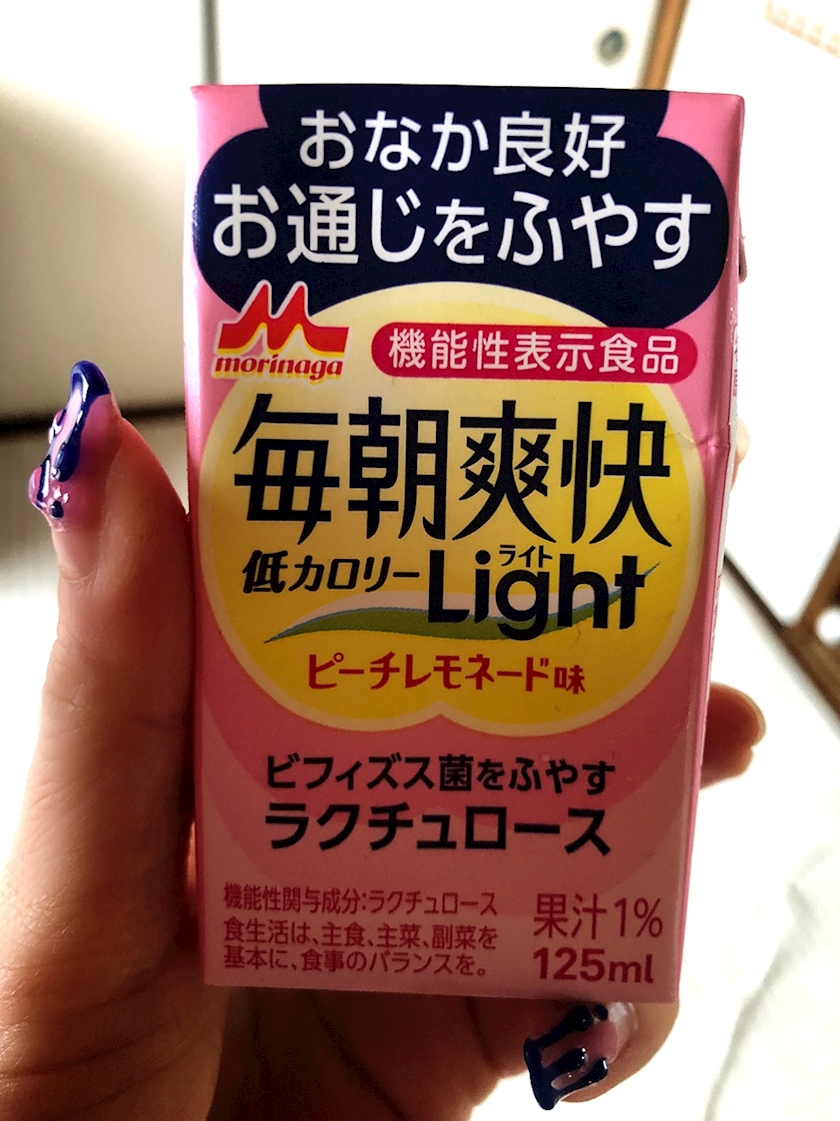 おなか良好
お通じをふやす
morinaga
機能性表示食品
毎朝爽快
低カロリーLight
ライト
ピーチレモネード味
ビフィズス菌をふやす
ラクチュロース
機能性関与成分:ラクチュロース
食生活は、主食、主菜、副菜を
基本に、食事のバランスを。
果汁1%
125ml